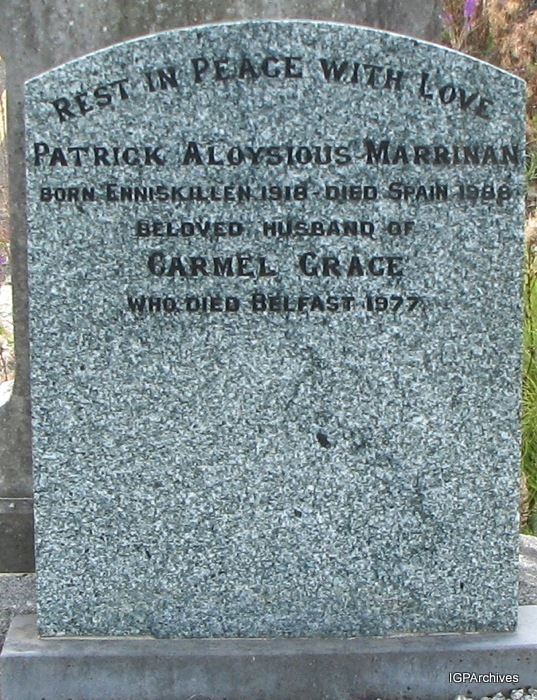 Rest in Peace with Love
Patrick Aloysious Marrinan
Born Enniskillen 1918 - Died Spain 1988
Beloved Husband of
Carmel Grace
Who Died Belfast 1977
IGPArchives